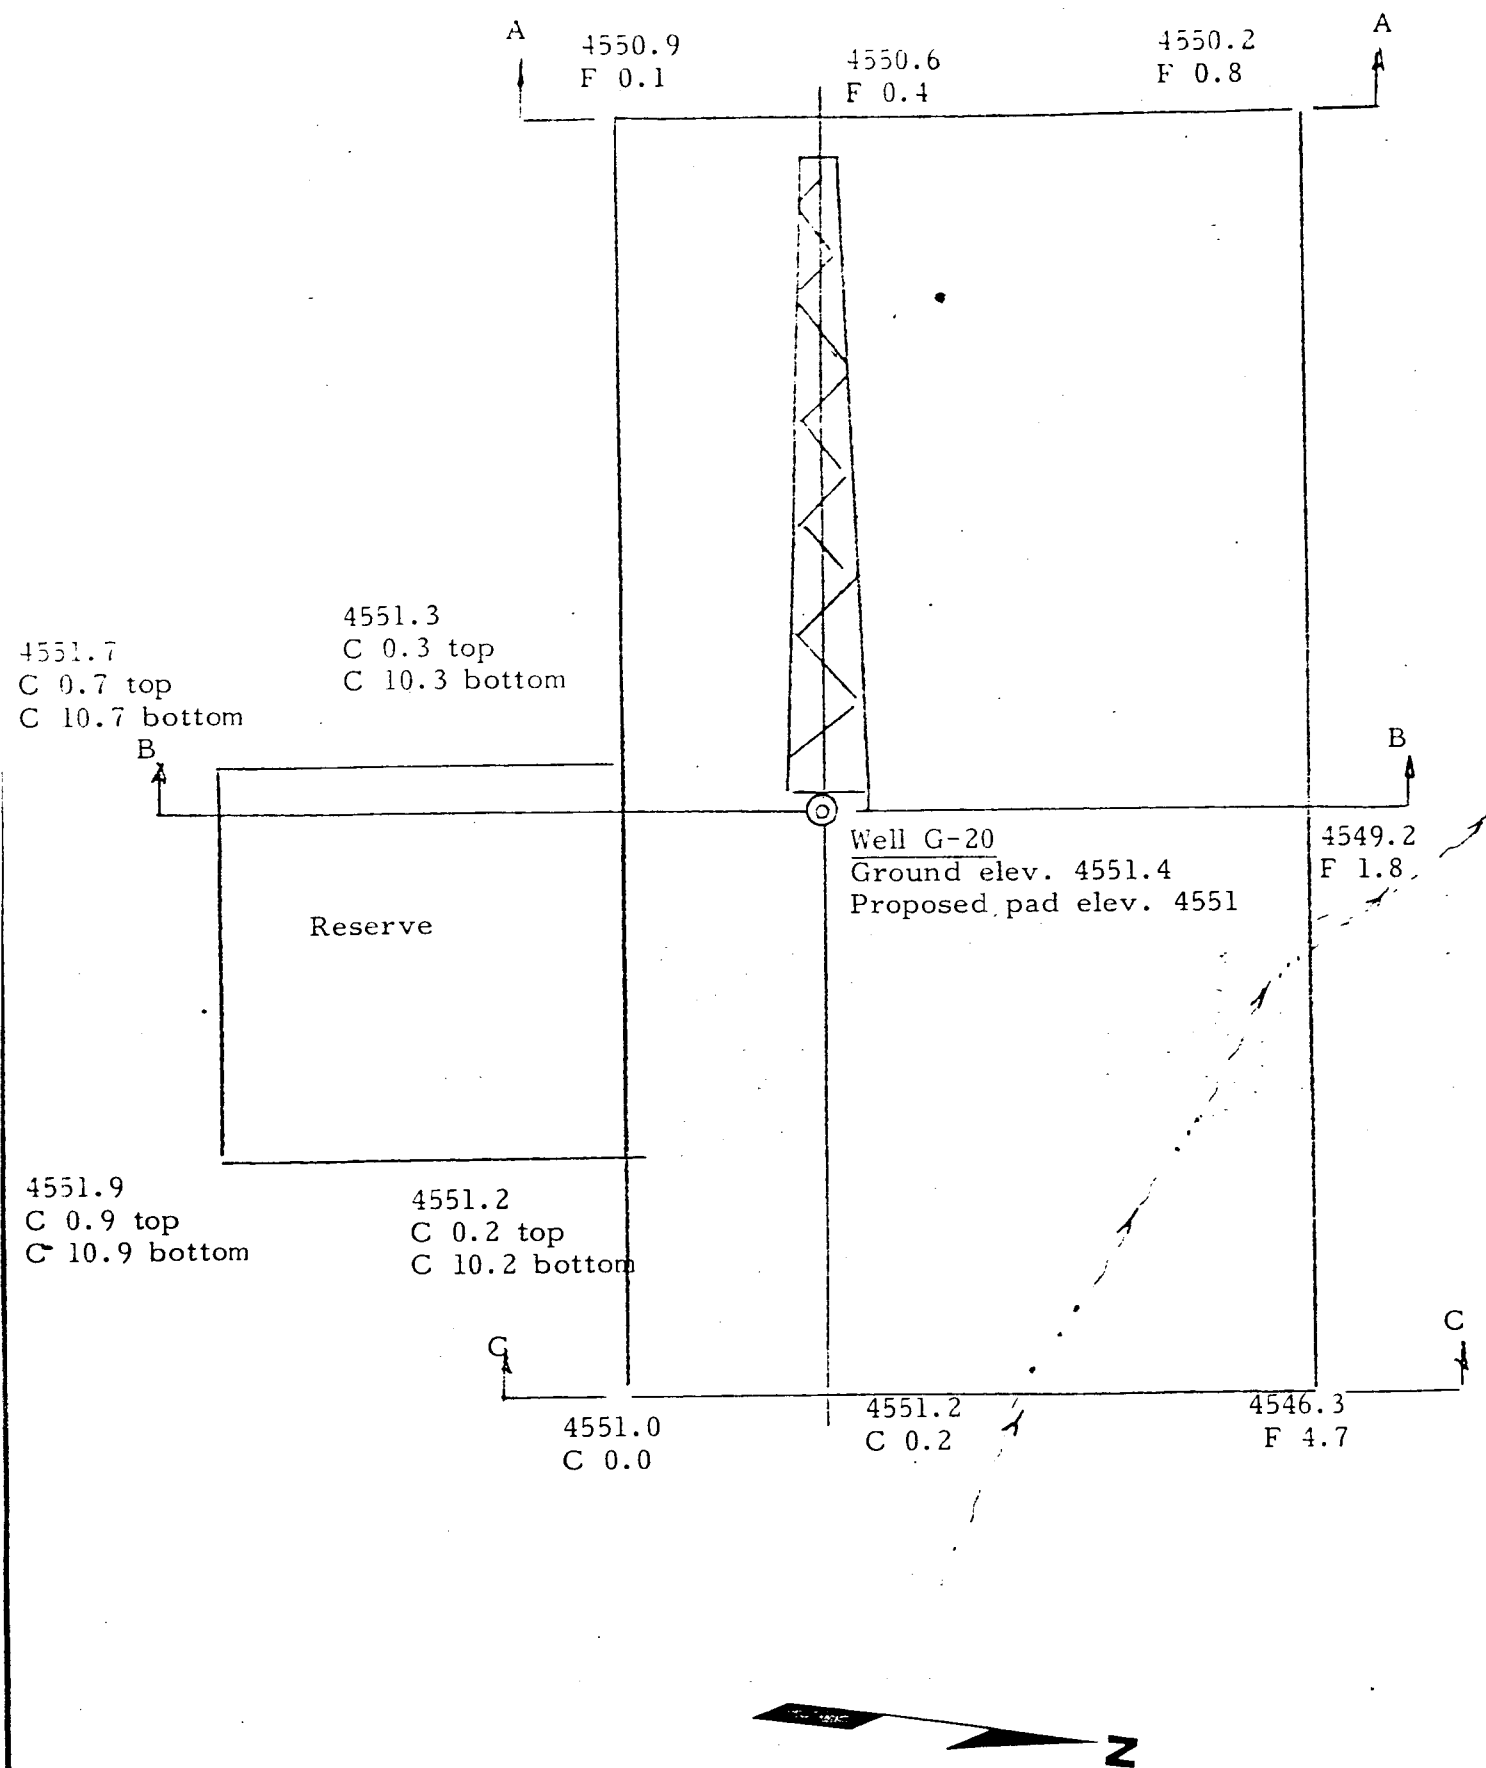 A
4550.9
F 0.1
4550.6
F 0.4
4550.2
F 0.8
A
4551.7
C 0.7 top
C 10.7 bottom
4551.3
C 0.3 top
C 10.3 bottom
B
B
Well G-20
Ground elev. 4551.4
Proposed pad elev. 4551
4549.2
F 1.8
Reserve
4551.9
C 0.9 top
C 10.9 bottom
4551.2
C 0.2 top
C 10.2 bottom
C
C
4551.0
C 0.0
4551.2
C 0.2
4546.3
F 4.7
N